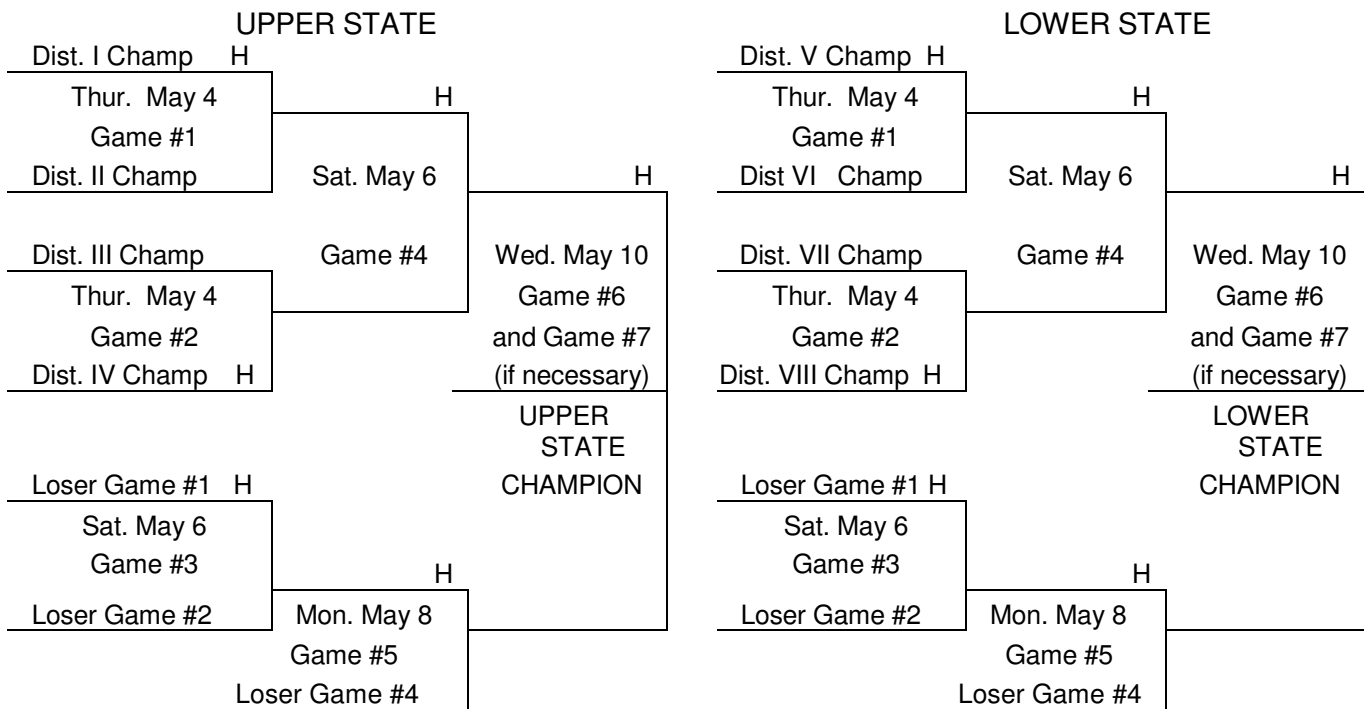 UPPER STATE
Dist. I Champ H
Thur. May 4
H
Game #1
Dist. II Champ
Sat. May 6
H
Dist. III Champ
Game #4
Wed. May 10
Thur. May 4
Game #6
Game #2
and Game #7
Dist. IV Champ H
(if necessary)
UPPER
STATE
CHAMPION
Loser Game #1 H
Sat. May 6
Game #3
H
Loser Game #2
Mon. May 8
Game #5
Loser Game #4
LOWER STATE
Dist. V Champ H
Thur. May 4
H
Game #1
Dist VI Champ
Sat. May 6
H
Dist. VII Champ
Game #4
Wed. May 10
Thur. May 4
Game #6
Game #2
and Game #7
Dist. VIII Champ H
(if necessary)
LOWER
STATE
CHAMPION
Loser Game #1 H
Sat. May 6
Game #3
H
Loser Game #2
Mon. May 8
Game #5
Loser Game #4